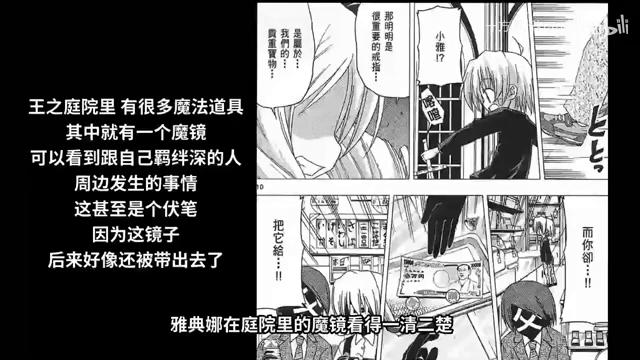 王之庭院里 有很多魔法道具
其中就有一个魔镜
可以看到跟自己羁绊深的人
周边发生的事情
这甚至是个伏笔
因为这镜子
后来好像还被带出去了
小雅!?
那明明是
很重要的戒指…
是屬於
我們的…
貴重寶物…
喀噹
而你卻…!!
把它給…!!
雅典娜在庭院里的魔镜看得一清二楚